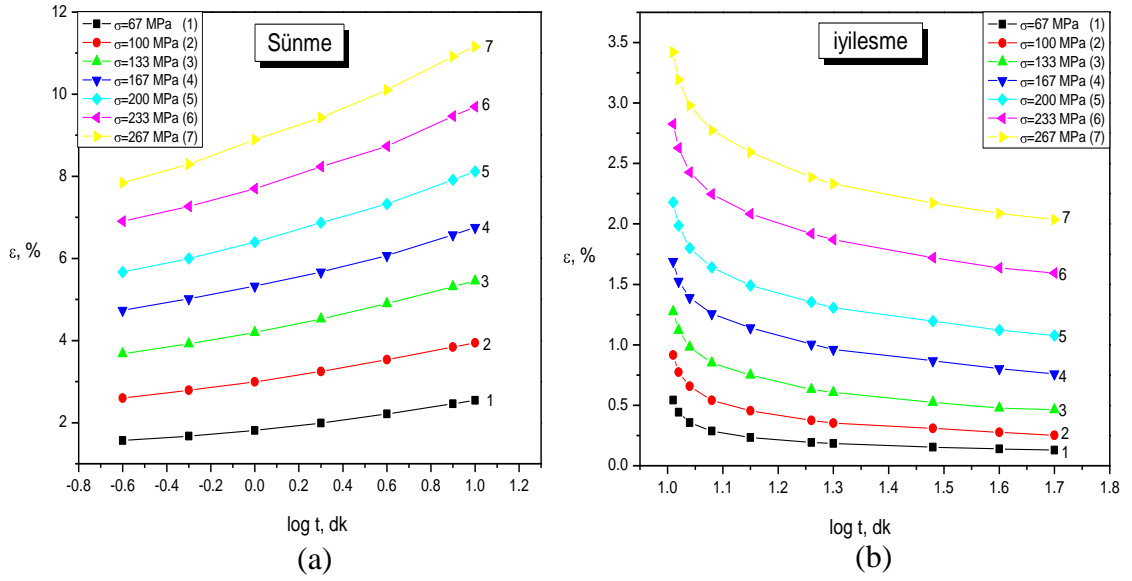 σ=67 MPa (1)
σ=100 MPa (2)
σ=133 MPa (3)
σ=167 MPa (4)
σ=200 MPa (5)
σ=233 MPa (6)
σ=267 MPa (7)
Sünme
12
10
8
6
4
2
ε, %
7
6
5
4
3
2
1
-0.8 -0.6 -0.4 -0.2 0.0 0.2 0.4 0.6 0.8 1.0 1.2
log t, dk
(a)
iyilesme
σ=67 MPa (1)
σ=100 MPa (2)
σ=133 MPa (3)
σ=167 MPa (4)
σ=200 MPa (5)
σ=233 MPa (6)
σ=267 MPa (7)
3.5
3.0
2.5
2.0
1.5
1.0
0.5
0.0
ε, %
7
6
5
4
3
2
1
1.0 1.1 1.2 1.3 1.4 1.5 1.6 1.7 1.8
log t, dk
(b)